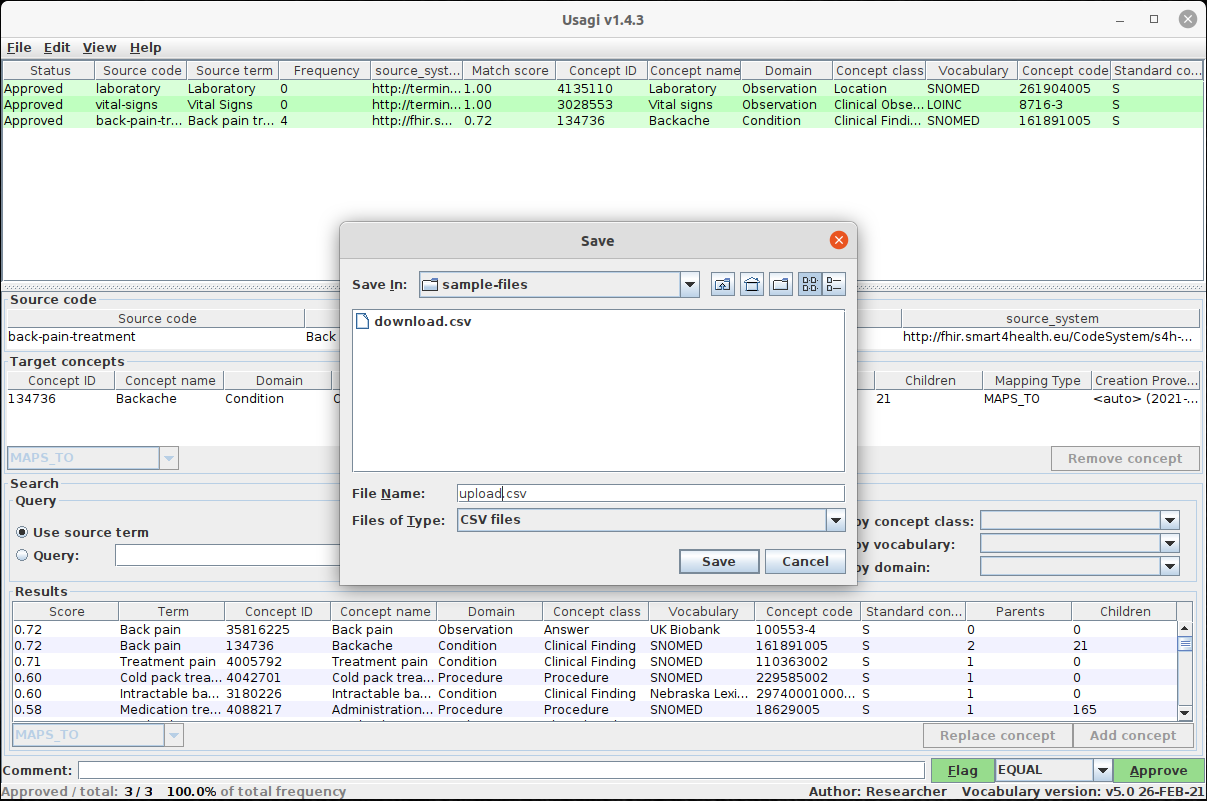 Usagi v1.4.3
File Edit View Help
Status Source code Source term Frequency source_syst... Match score Concept ID Concept name Domain Concept class Vocabulary Concept code Standard co...
Approved laboratory Laboratory 0 http://termin... 1.00 4135110 Laboratory Observation Location SNOMED 261904005 S
Approved vital-signs Vital Signs 0 http://termin... 1.00 3028553 Vital signs Observation Clinical Obse... LOINC 8716-3 S
Approved back-pain-tr... Back pain tr... 4 http://fhir.s... 0.72 134736 Backache Condition Clinical Findi... SNOMED 161891005 S
Save
Save In: sample-files
download.csv
File Name: upload.csv
Files of Type: CSV files
Save Cancel
Source code
Source code source_system
back-pain-treatment Back http://fhir.smart4health.eu/CodeSystem/s4h-...
Target concepts
Concept ID Concept name Domain Children Mapping Type Creation Prove...
134736 Backache Condition 21 MAPS_TO <auto> (2021-...
MAPS_TO Remove concept
Search
Query
Use source term by concept class:
Query: by vocabulary:
by domain:
Results
Score Term Concept ID Concept name Domain Concept class Vocabulary Concept code Standard con... Parents Children
0.72 Back pain 35816225 Back pain Observation Answer UK Biobank 100553-4 S 0 0
0.72 Back pain 134736 Backache Condition Clinical Finding SNOMED 161891005 S 2 21
0.71 Treatment pain 4005792 Treatment pain Condition Clinical Finding SNOMED 110363002 S 1 0
0.60 Cold pack trea... 4042701 Cold pack trea... Procedure Procedure SNOMED 229585002 S 1 0
0.60 Intractable ba... 3180226 Intractable ba... Condition Clinical Finding Nebraska Lexi... 29740001000... S 1 0
0.58 Medication tre... 4088217 Administration... Procedure Procedure SNOMED 18629005 S 1 165
MAPS_TO Replace concept Add concept
Comment: Flag EQUAL Approve
Approved / total: 3 / 3 100.0% of total frequency Author: Researcher Vocabulary version: v5.0 26-FEB-21